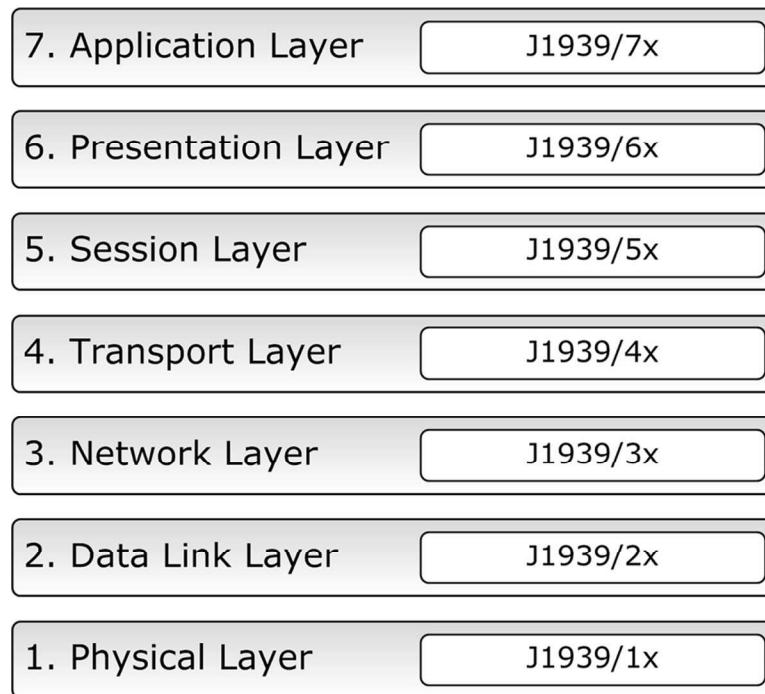 7. Application Layer J1939/7x
6. Presentation Layer J1939/6x
5. Session Layer J1939/5x
4. Transport Layer J1939/4x
3. Network Layer J1939/3x
2. Data Link Layer J1939/2x
1. Physical Layer J1939/1x